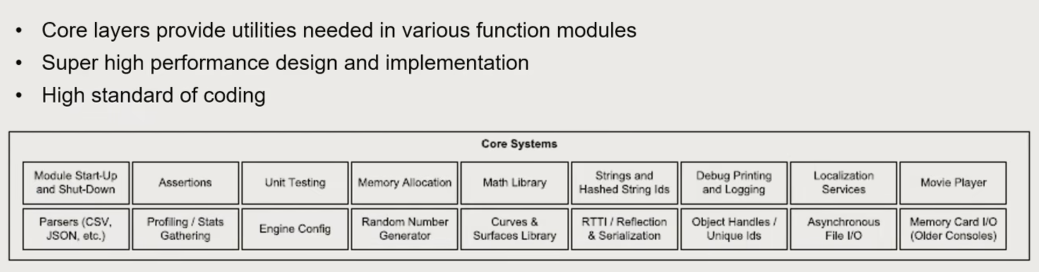 • Core layers provide utilities needed in various function modules
• Super high performance design and implementation
• High standard of coding
Core Systems
Module Start-Up
and Shut-Down
Assertions
Unit Testing
Memory Allocation
Math Library
Strings and
Hashed String Ids
Debug Printing
and Logging
Localization
Services
Movie Player
Parsers (CSV,
JSON, etc.)
Profiling / Stats
Gathering
Engine Config
Random Number
Generator
Curves &
Surfaces Library
RTTI / Reflection
& Serialization
Object Handles /
Unique Ids
Asynchronous
File I/O
Memory Card I/O
(Older Consoles)